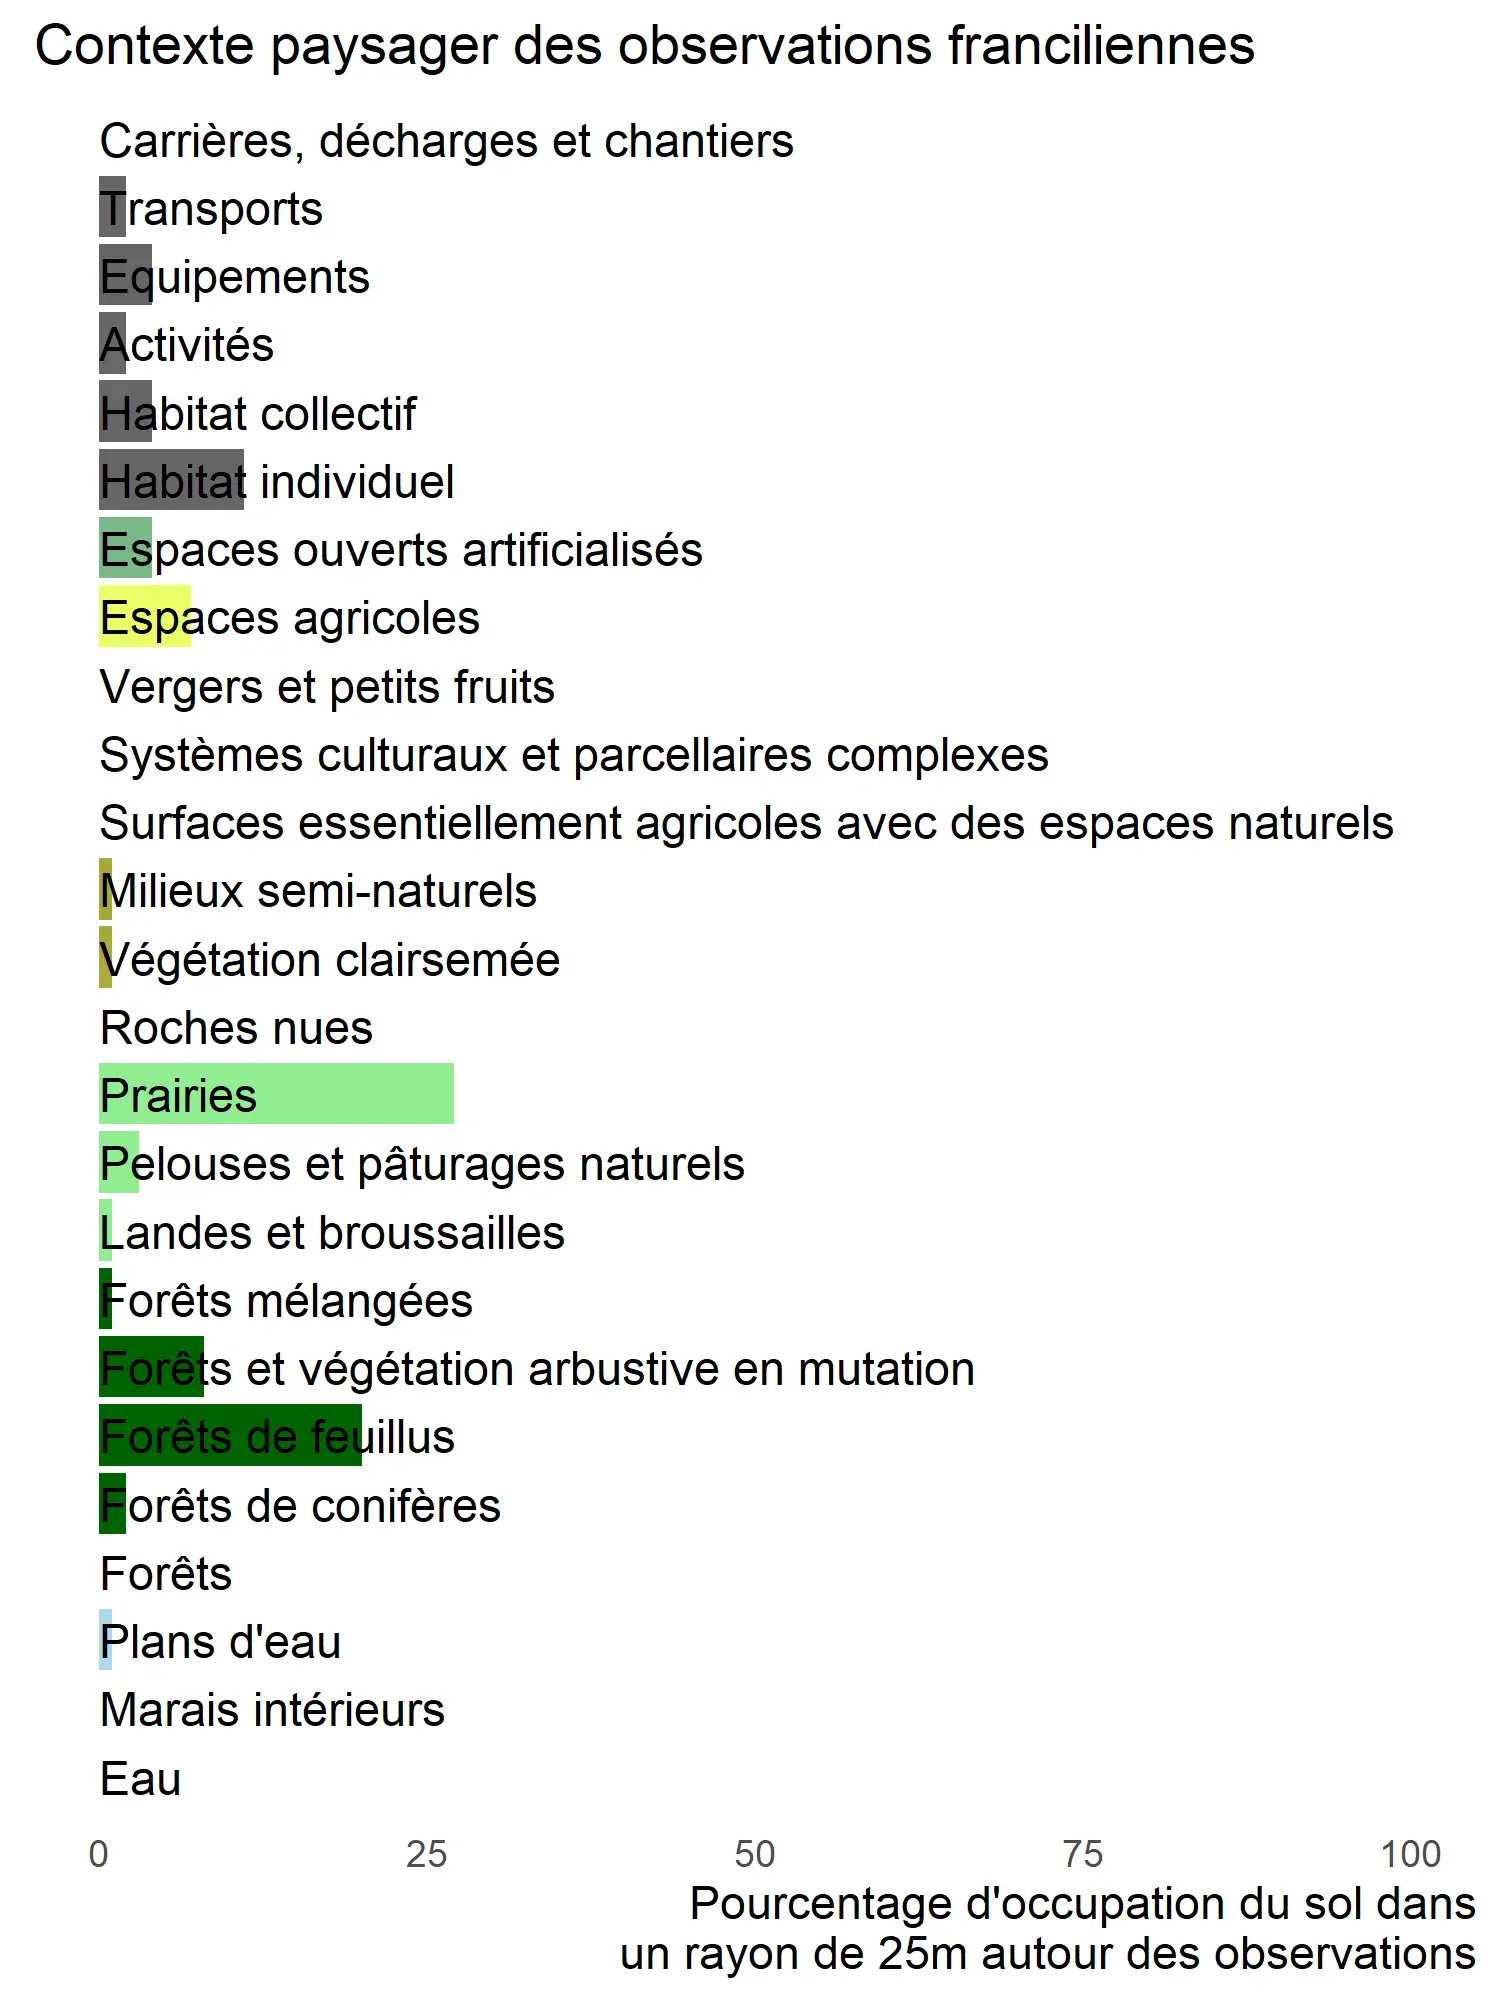 Contexte paysager des observations franciliennes
Carrières, décharges et chantiers
Transports
Equipements
Activités
Habitat collectif
Habitat individuel
Espaces ouverts artificialisés
Espaces agricoles
Vergers et petits fruits
Systèmes culturaux et parcellaires complexes
Surfaces essentiellement agricoles avec des espaces naturels
Milieux semi-naturels
Végétation clairsemée
Roches nues
Prairies
Pelouses et pâturages naturels
Landes et broussailles
Forêts mélangées
Forêts et végétation arbustive en mutation
Forêts de feuillus
Forêts de conifères
Forêts
Plans d'eau
Marais intérieurs
Eau
0 25 50 75 100
Pourcentage d'occupation du sol dans
un rayon de 25m autour des observations